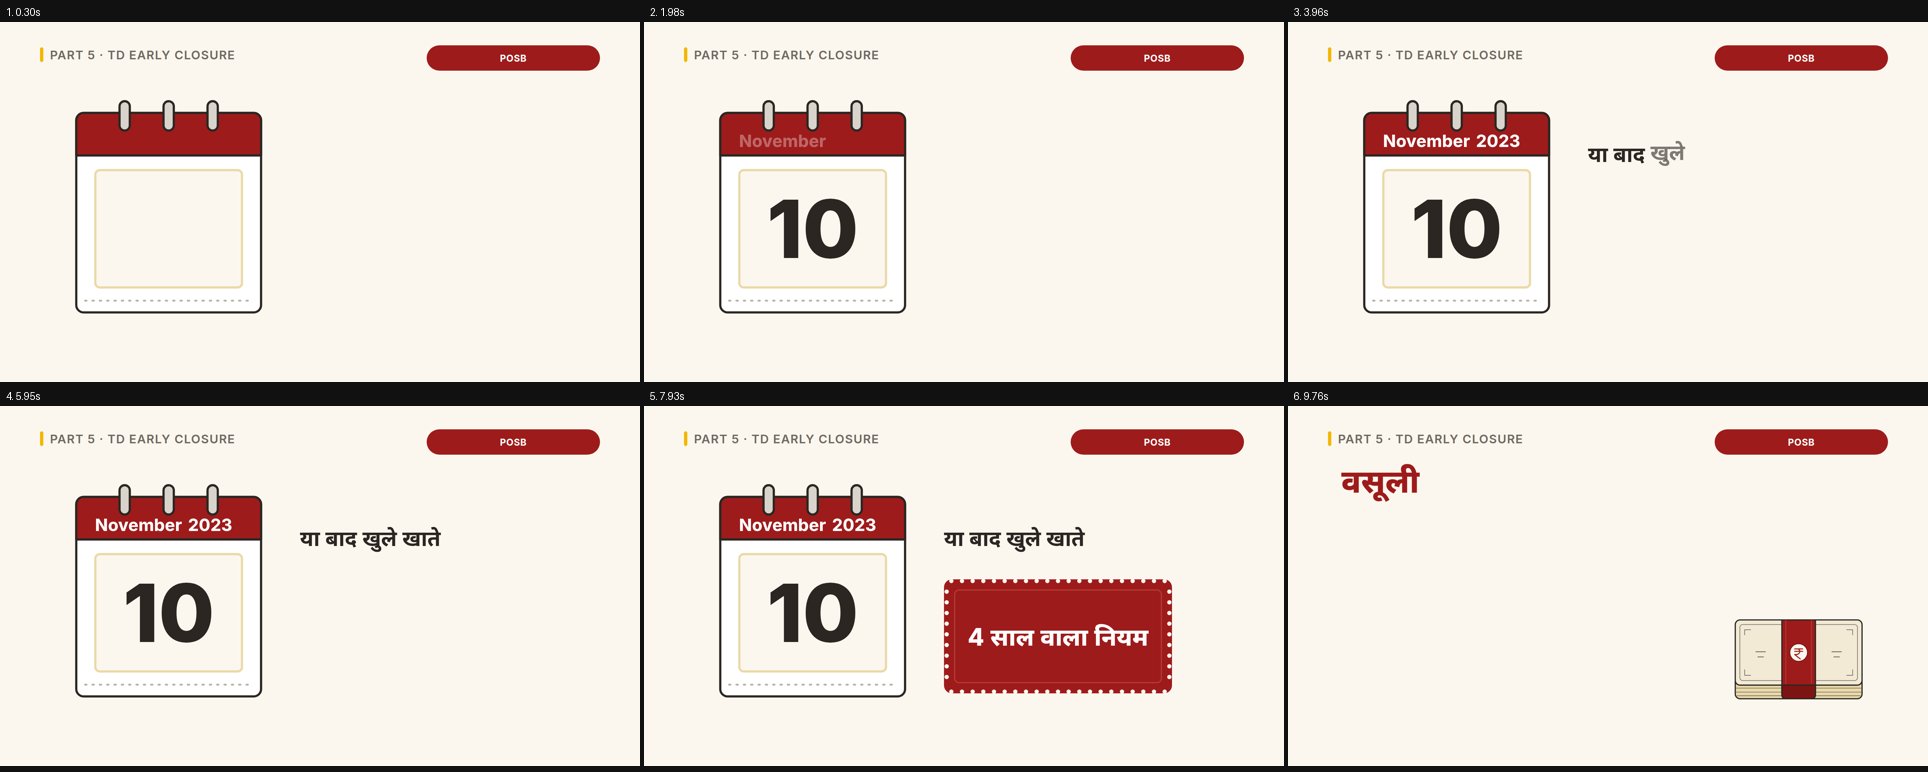 1. 0.30s
PART 5 · TD EARLY CLOSURE
POSB
2. 1.98s
PART 5 · TD EARLY CLOSURE
POSB
November
10
3. 3.96s
PART 5 · TD EARLY CLOSURE
POSB
November 2023
10
या बाद खुले
4. 5.95s
PART 5 · TD EARLY CLOSURE
POSB
November 2023
10
या बाद खुले खाते
5. 7.93s
PART 5 · TD EARLY CLOSURE
POSB
November 2023
10
या बाद खुले खाते
4 साल वाला नियम
6. 9.76s
PART 5 · TD EARLY CLOSURE
POSB
वसूली
₹